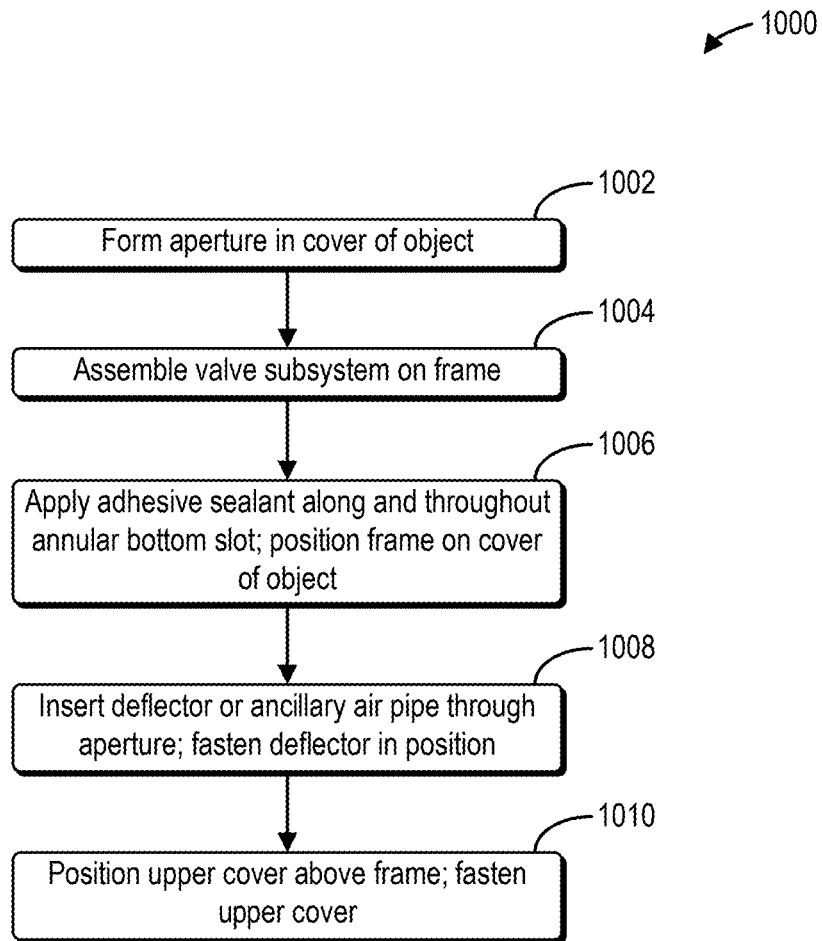 1000
1002
Form aperture in cover of object
1004
Assemble valve subsystem on frame
1006
Apply adhesive sealant along and throughout
annular bottom slot; position frame on cover
of object
1008
Insert deflector or ancillary air pipe through
aperture; fasten deflector in position
1010
Position upper cover above frame; fasten
upper cover